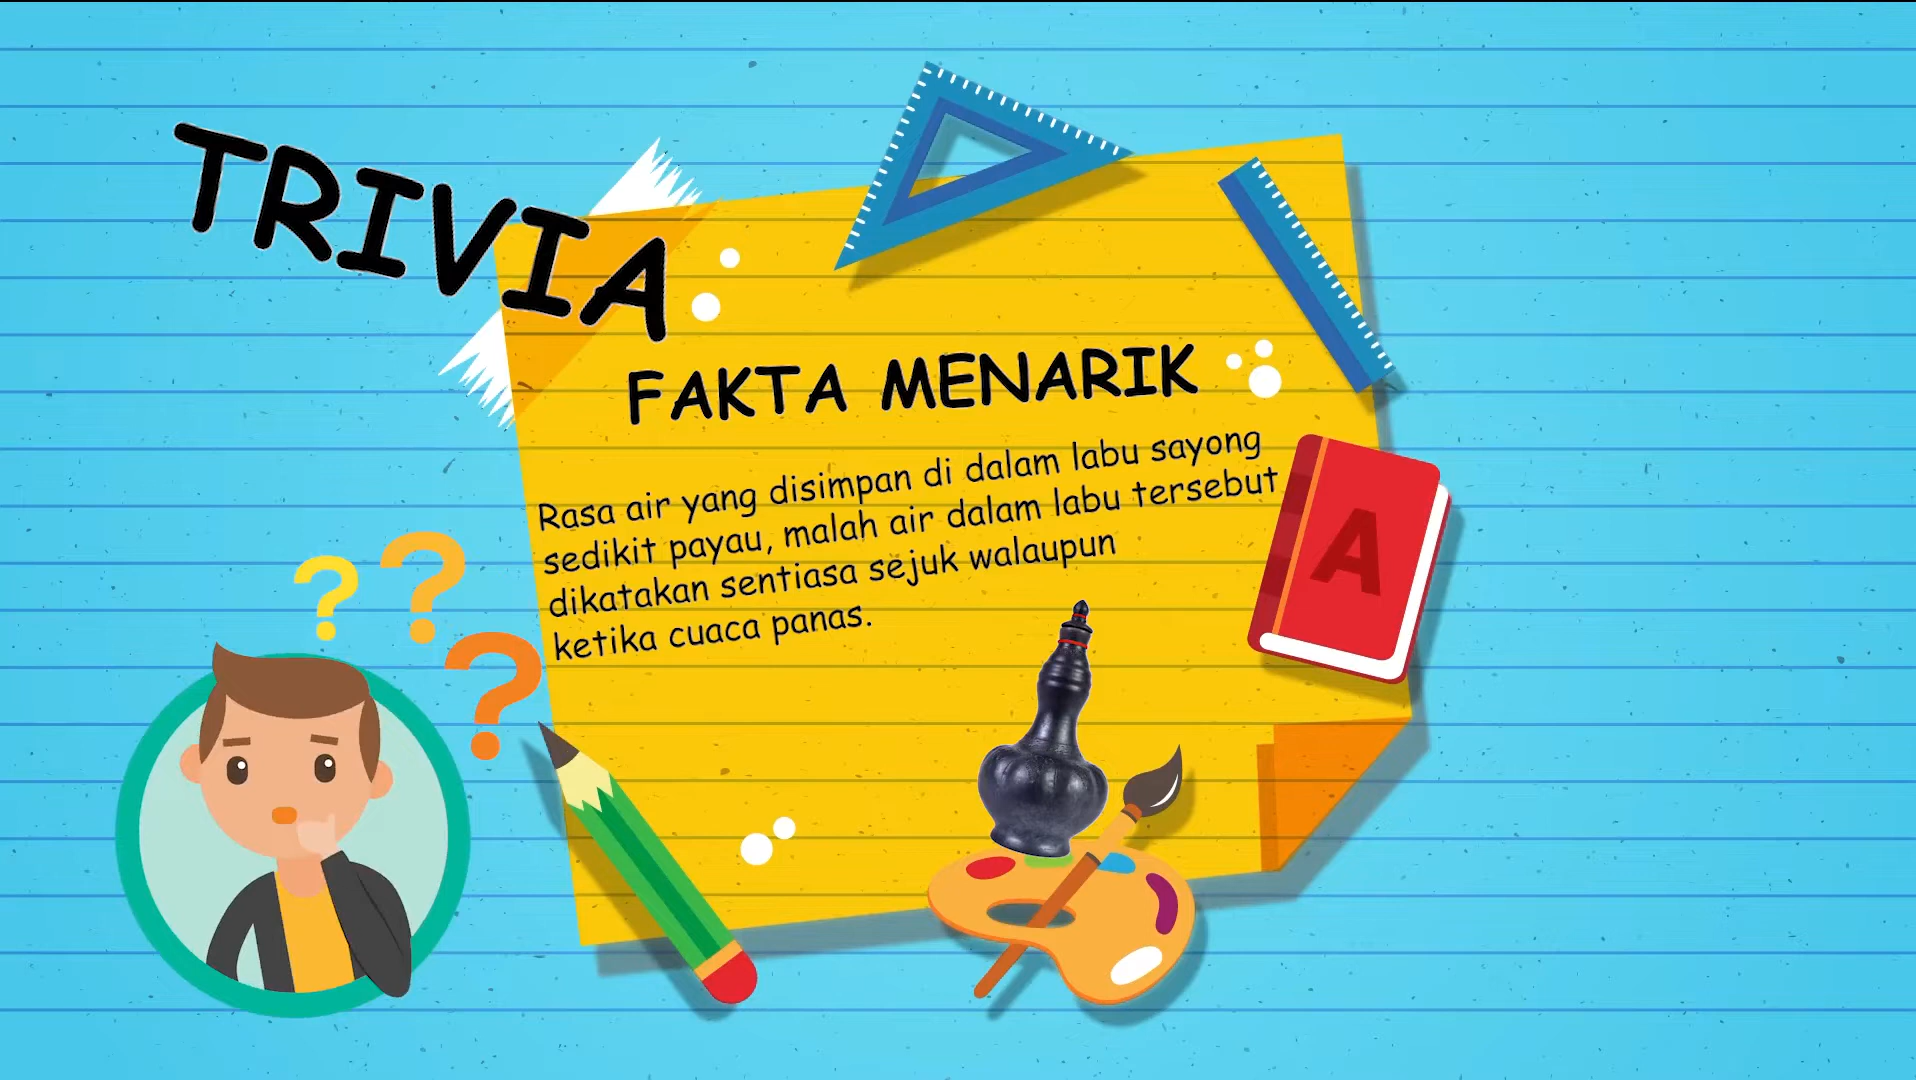 TRIVIA
FAKTA MENARIK
Rasa air yang disimpan di dalam labu sayong
sedikit payau, malah air dalam labu tersebut
dikatakan sentiasa sejuk walaupun
ketika cuaca panas.
? ? ?
A